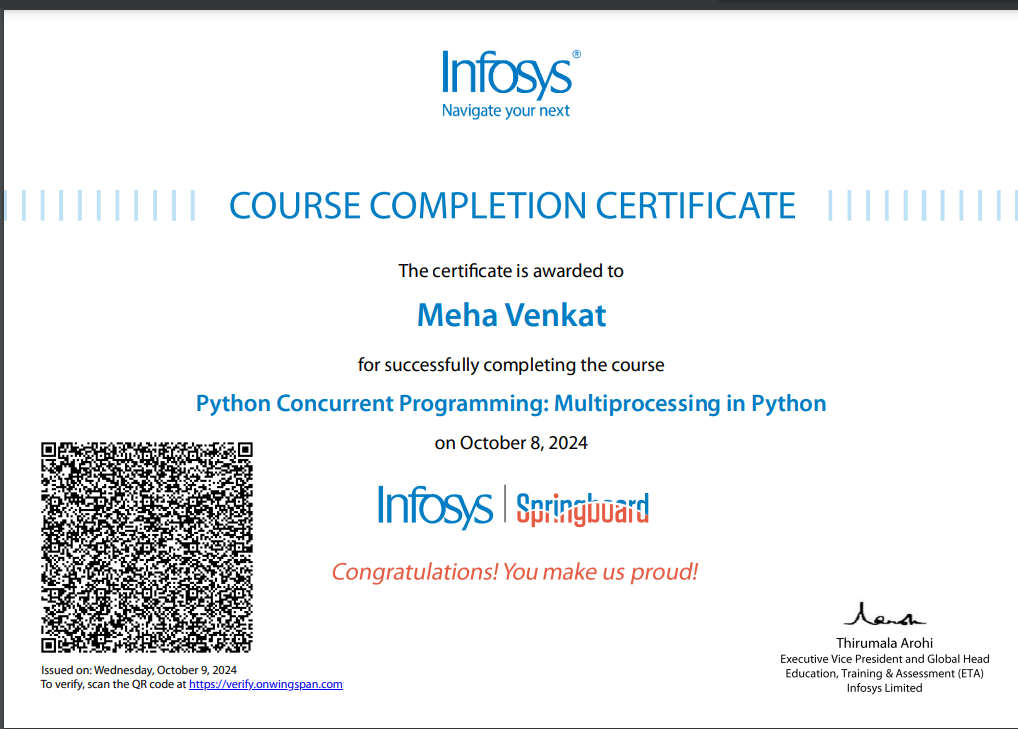 Infosys®
Navigate your next
COURSE COMPLETION CERTIFICATE
The certificate is awarded to
Meha Venkat
for successfully completing the course
Python Concurrent Programming: Multiprocessing in Python
on October 8, 2024
Infosys | Springboard
Congratulations! You make us proud!
Issued on: Wednesday, October 9, 2024
To verify, scan the QR code at https://verify.onwingspan.com
Thirumala Arohi
Executive Vice President and Global Head
Education, Training & Assessment (ETA)
Infosys Limited